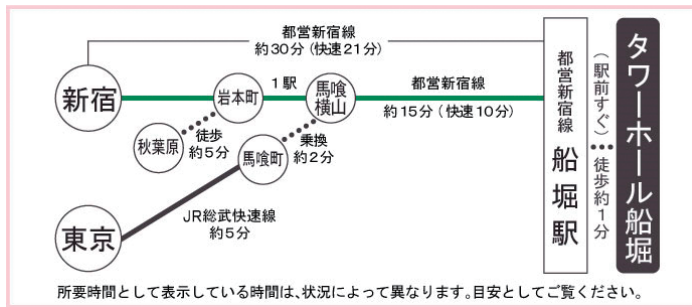 都営新宿線
約30分(快速21分)
新宿
岩本町
1駅
馬喰
横山
都営新宿線
約15分(快速10分)
秋葉原
徒歩
約5分
馬喰町
乗換
約2分
東京
JR総武快速線
約5分
都営新宿線
船堀駅
(駅前すぐ)
徒歩約1分
タワーホール船堀
所要時間として表示している時間は、状況によって異なります。目安としてご覧ください。